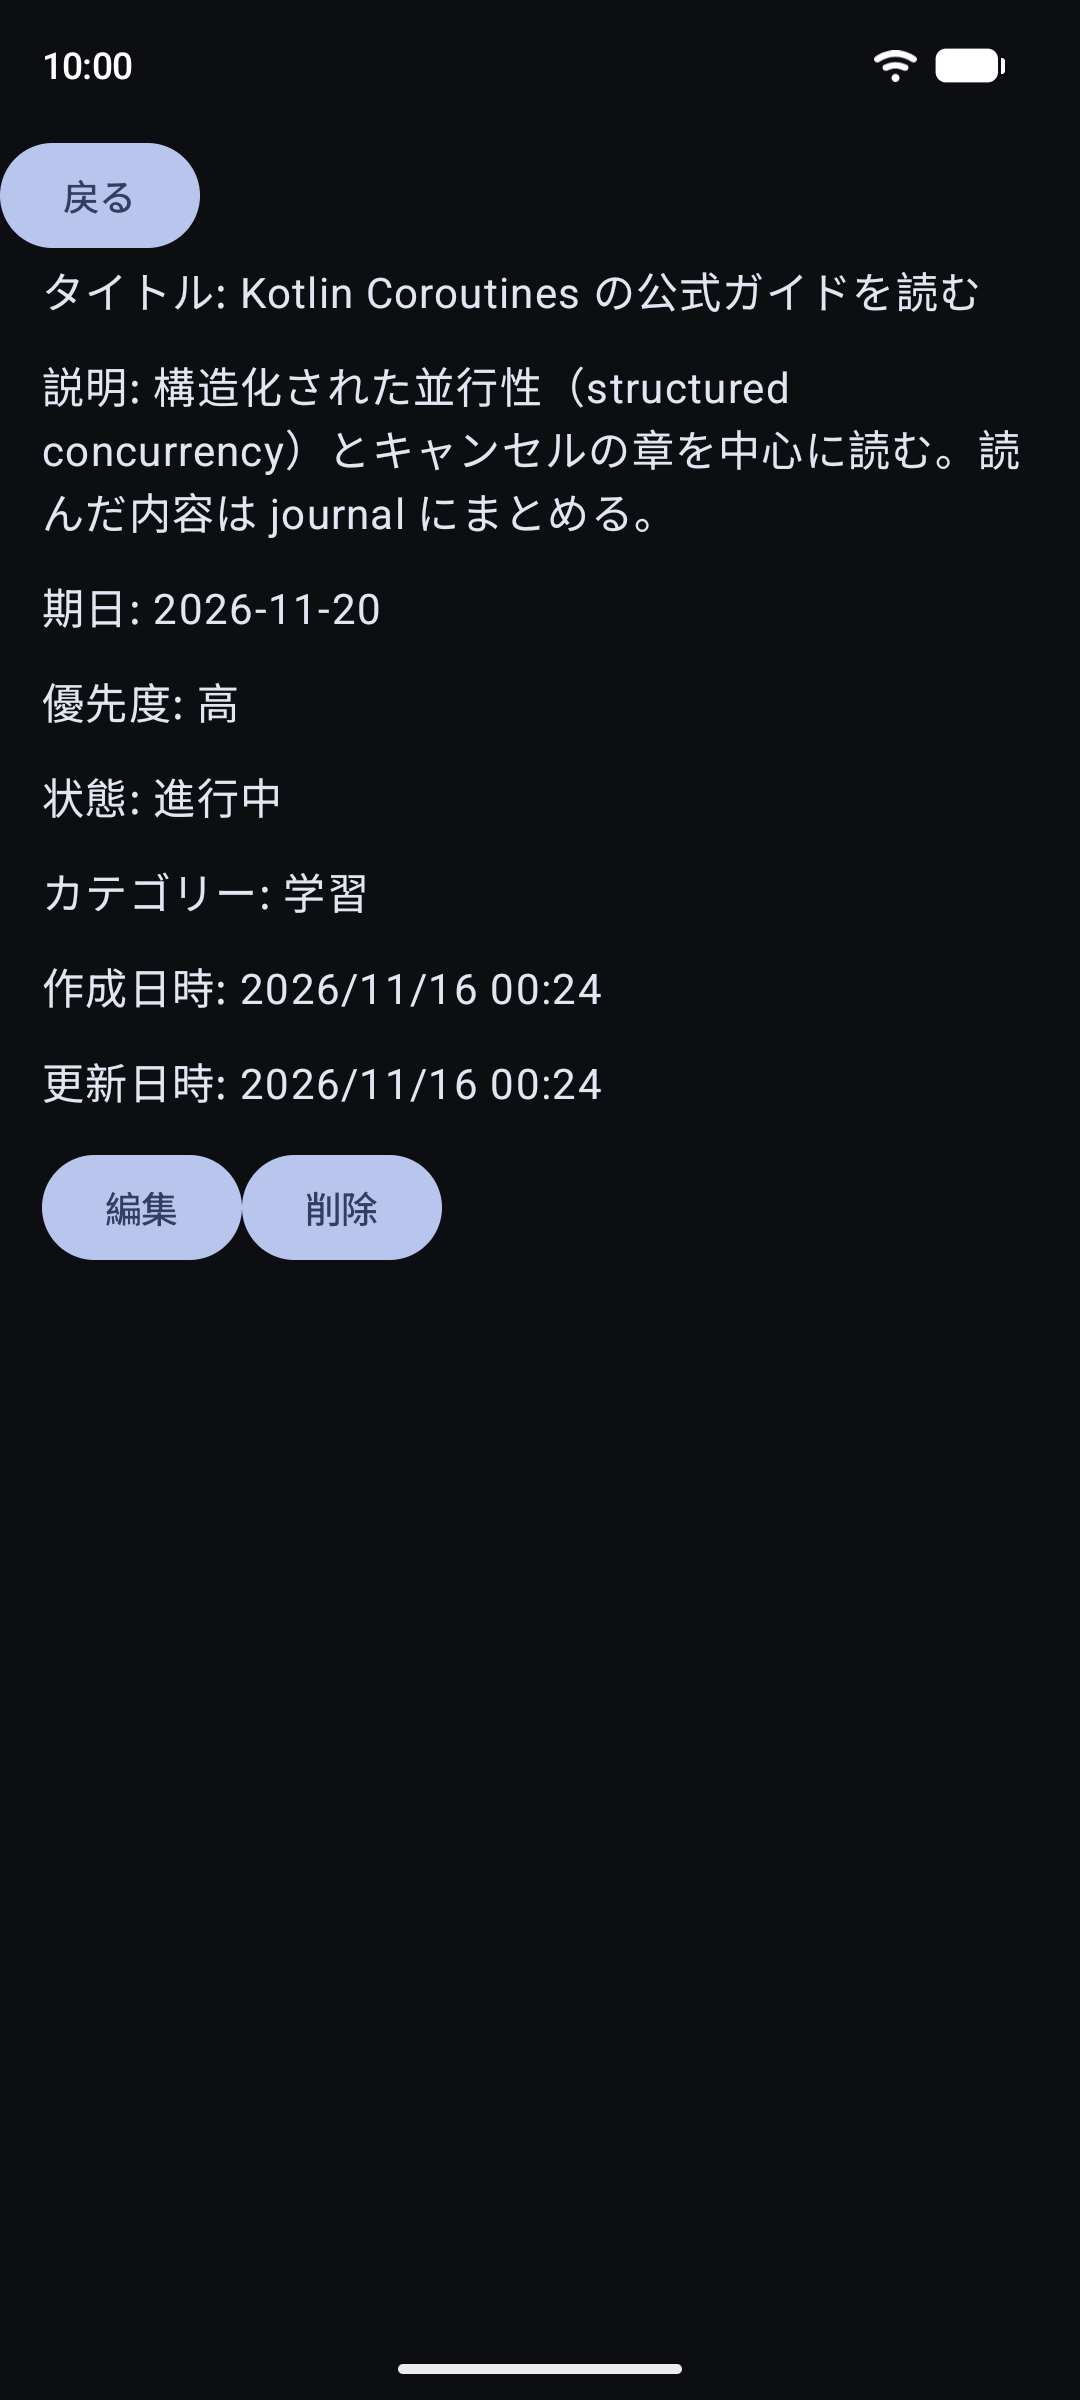 10:00
戻る
タイトル: Kotlin Coroutines の公式ガイドを読む
説明: 構造化された並行性（structured
concurrency）とキャンセルの章を中心に読む。読
んだ内容は journal にまとめる。
期日: 2026-11-20
優先度: 高
状態: 進行中
カテゴリー: 学習
作成日時: 2026/11/16 00:24
更新日時: 2026/11/16 00:24
編集 削除